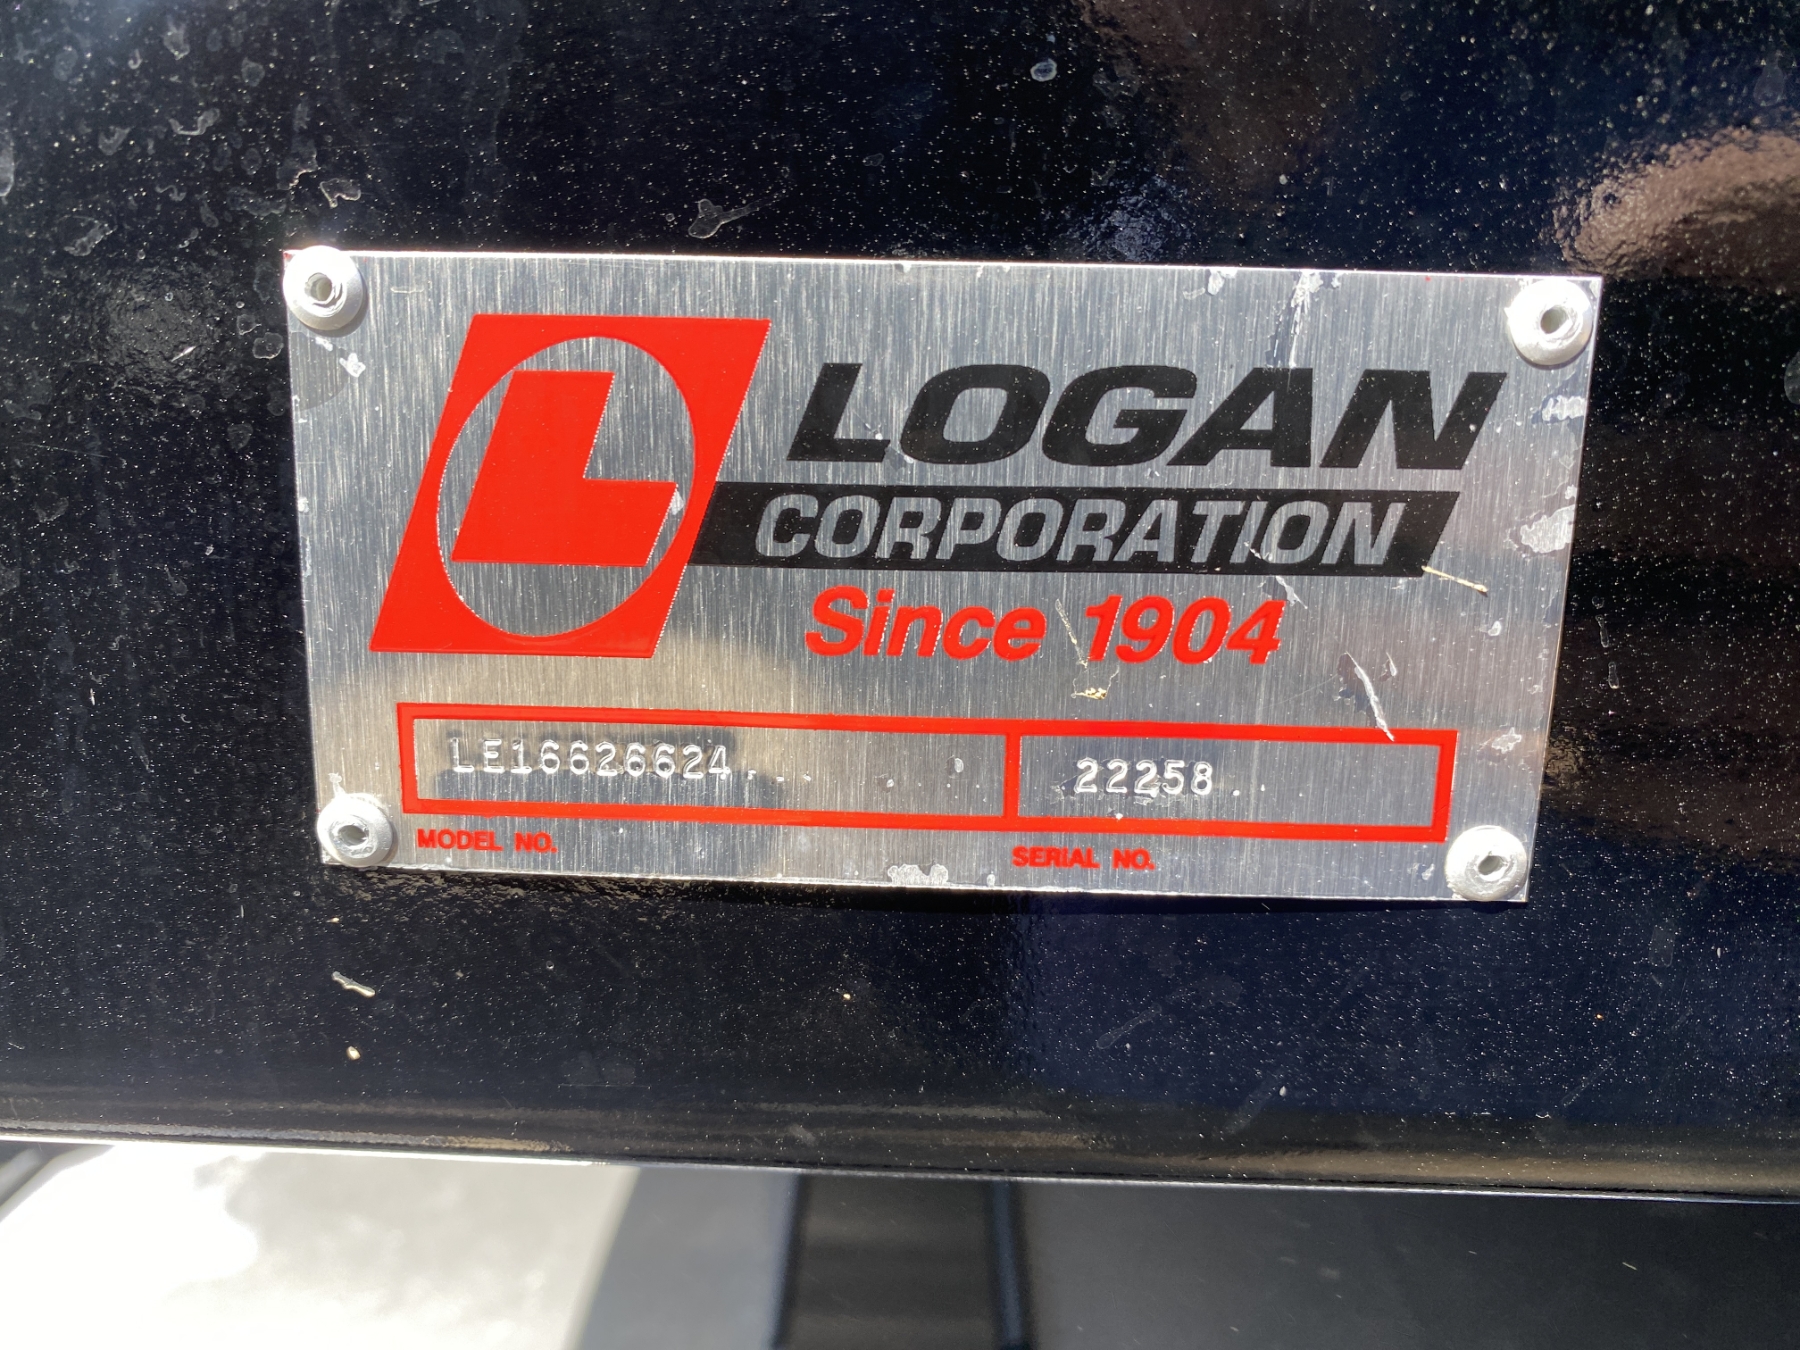 L
LOGAN
CORPORATION
Since 1904
LE16626624
22258
MODEL NO.
SERIAL NO.